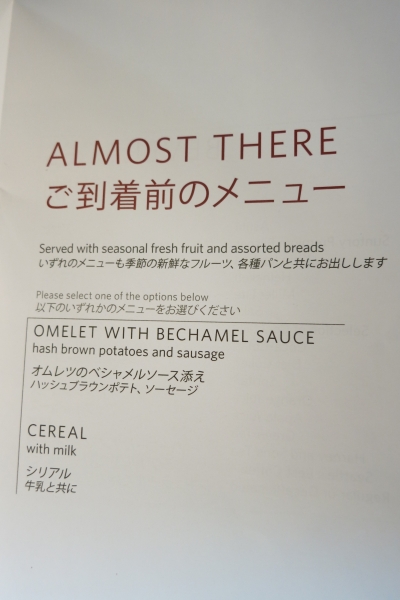 ALMOST THERE
ご到着前のメニュー
Served with seasonal fresh fruit and assorted breads
いずれのメニューも季節の新鮮なフルーツ、各種パンと共にお出しします
Please select one of the options below
以下のいずれかのメニューをお選びください
OMELET WITH BECHAMEL SAUCE
hash brown potatoes and sausage
オムレツのベシャメルソース添え
ハッシュブラウンポテト、ソーセージ
CEREAL
with milk
シリアル
牛乳と共に